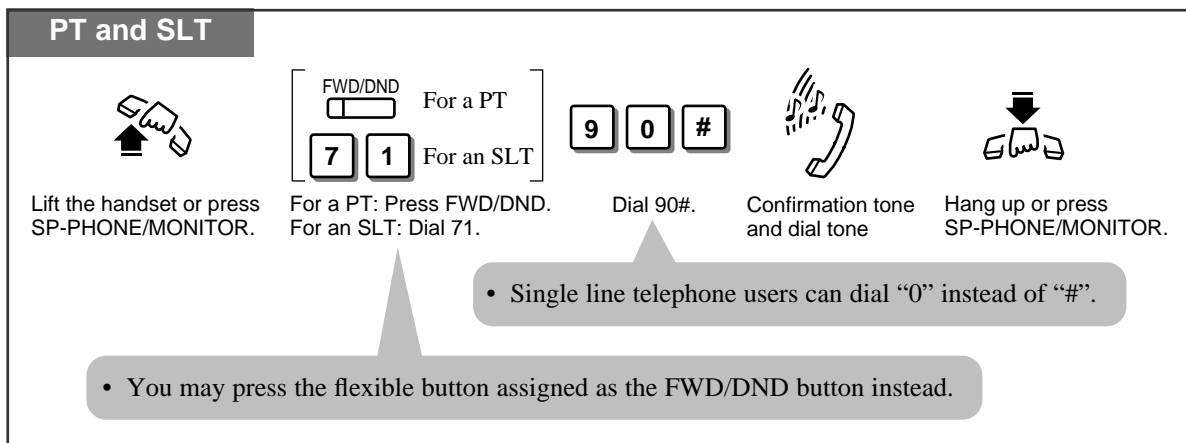 PT and SLT
FWD/DND
For a PT
7 1 For an SLT
9 0 #
Lift the handset or press
SP-PHONE/MONITOR.
For a PT: Press FWD/DND.
For an SLT: Dial 71.
Dial 90#.
Confirmation tone
and dial tone
Hang up or press
SP-PHONE/MONITOR.
• Single line telephone users can dial “0” instead of “#”.
• You may press the flexible button assigned as the FWD/DND button instead.